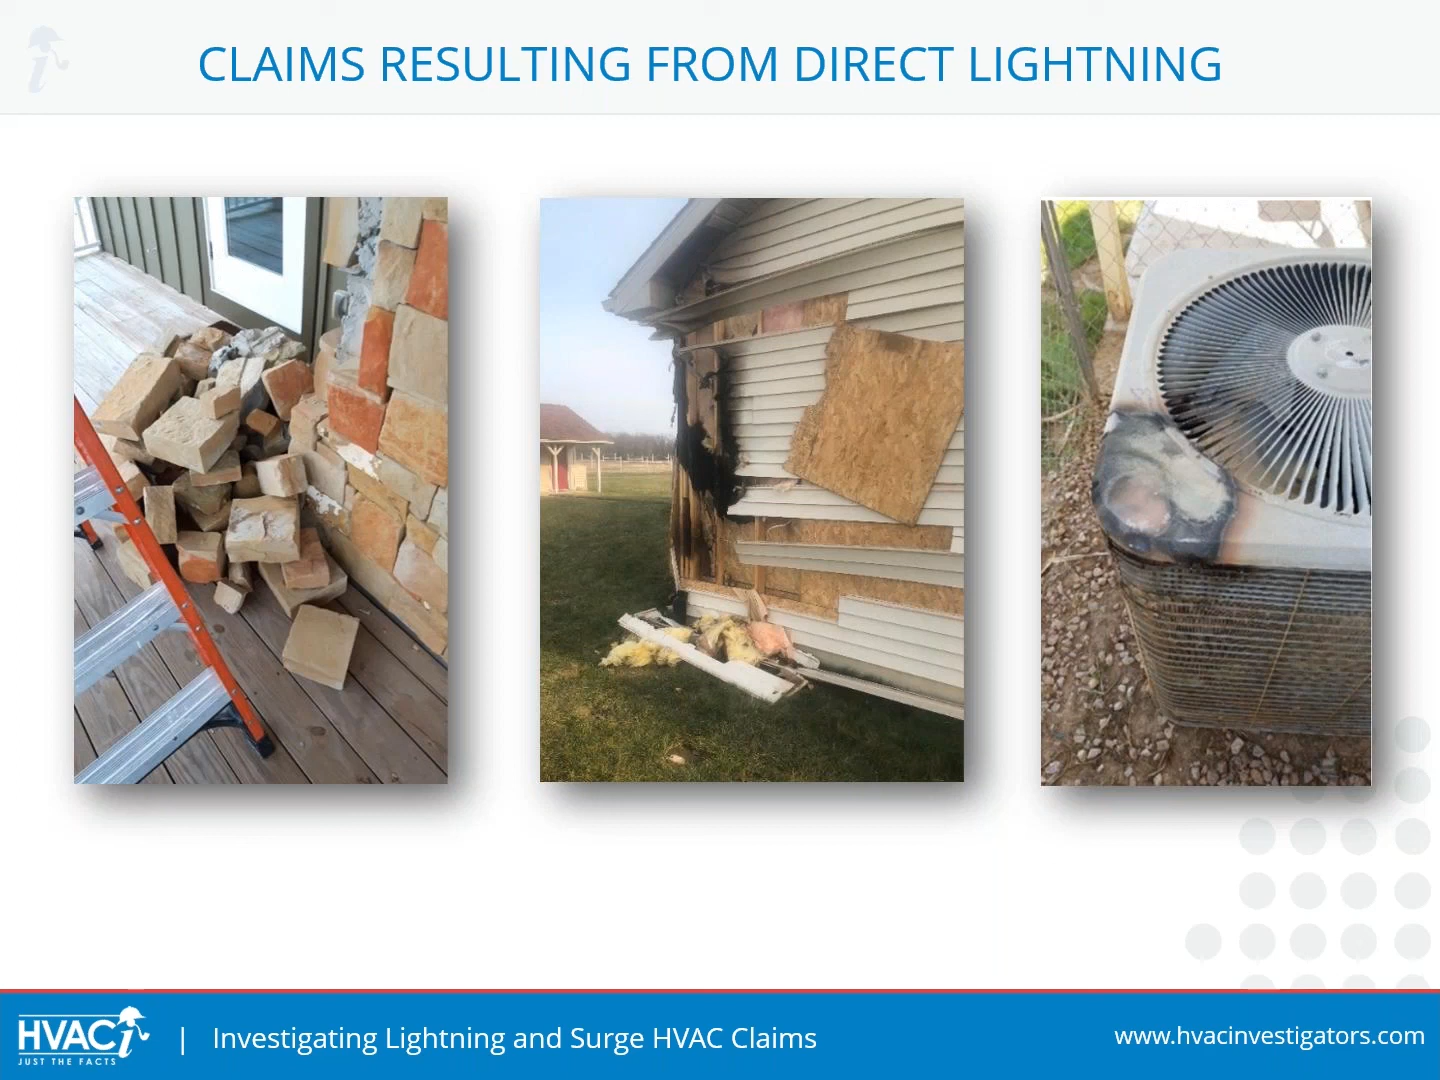 CLAIMS RESULTING FROM DIRECT LIGHTNING
HVACi
JUST THE FACTS
| Investigating Lightning and Surge HVAC Claims
www.hvacinvestigators.com